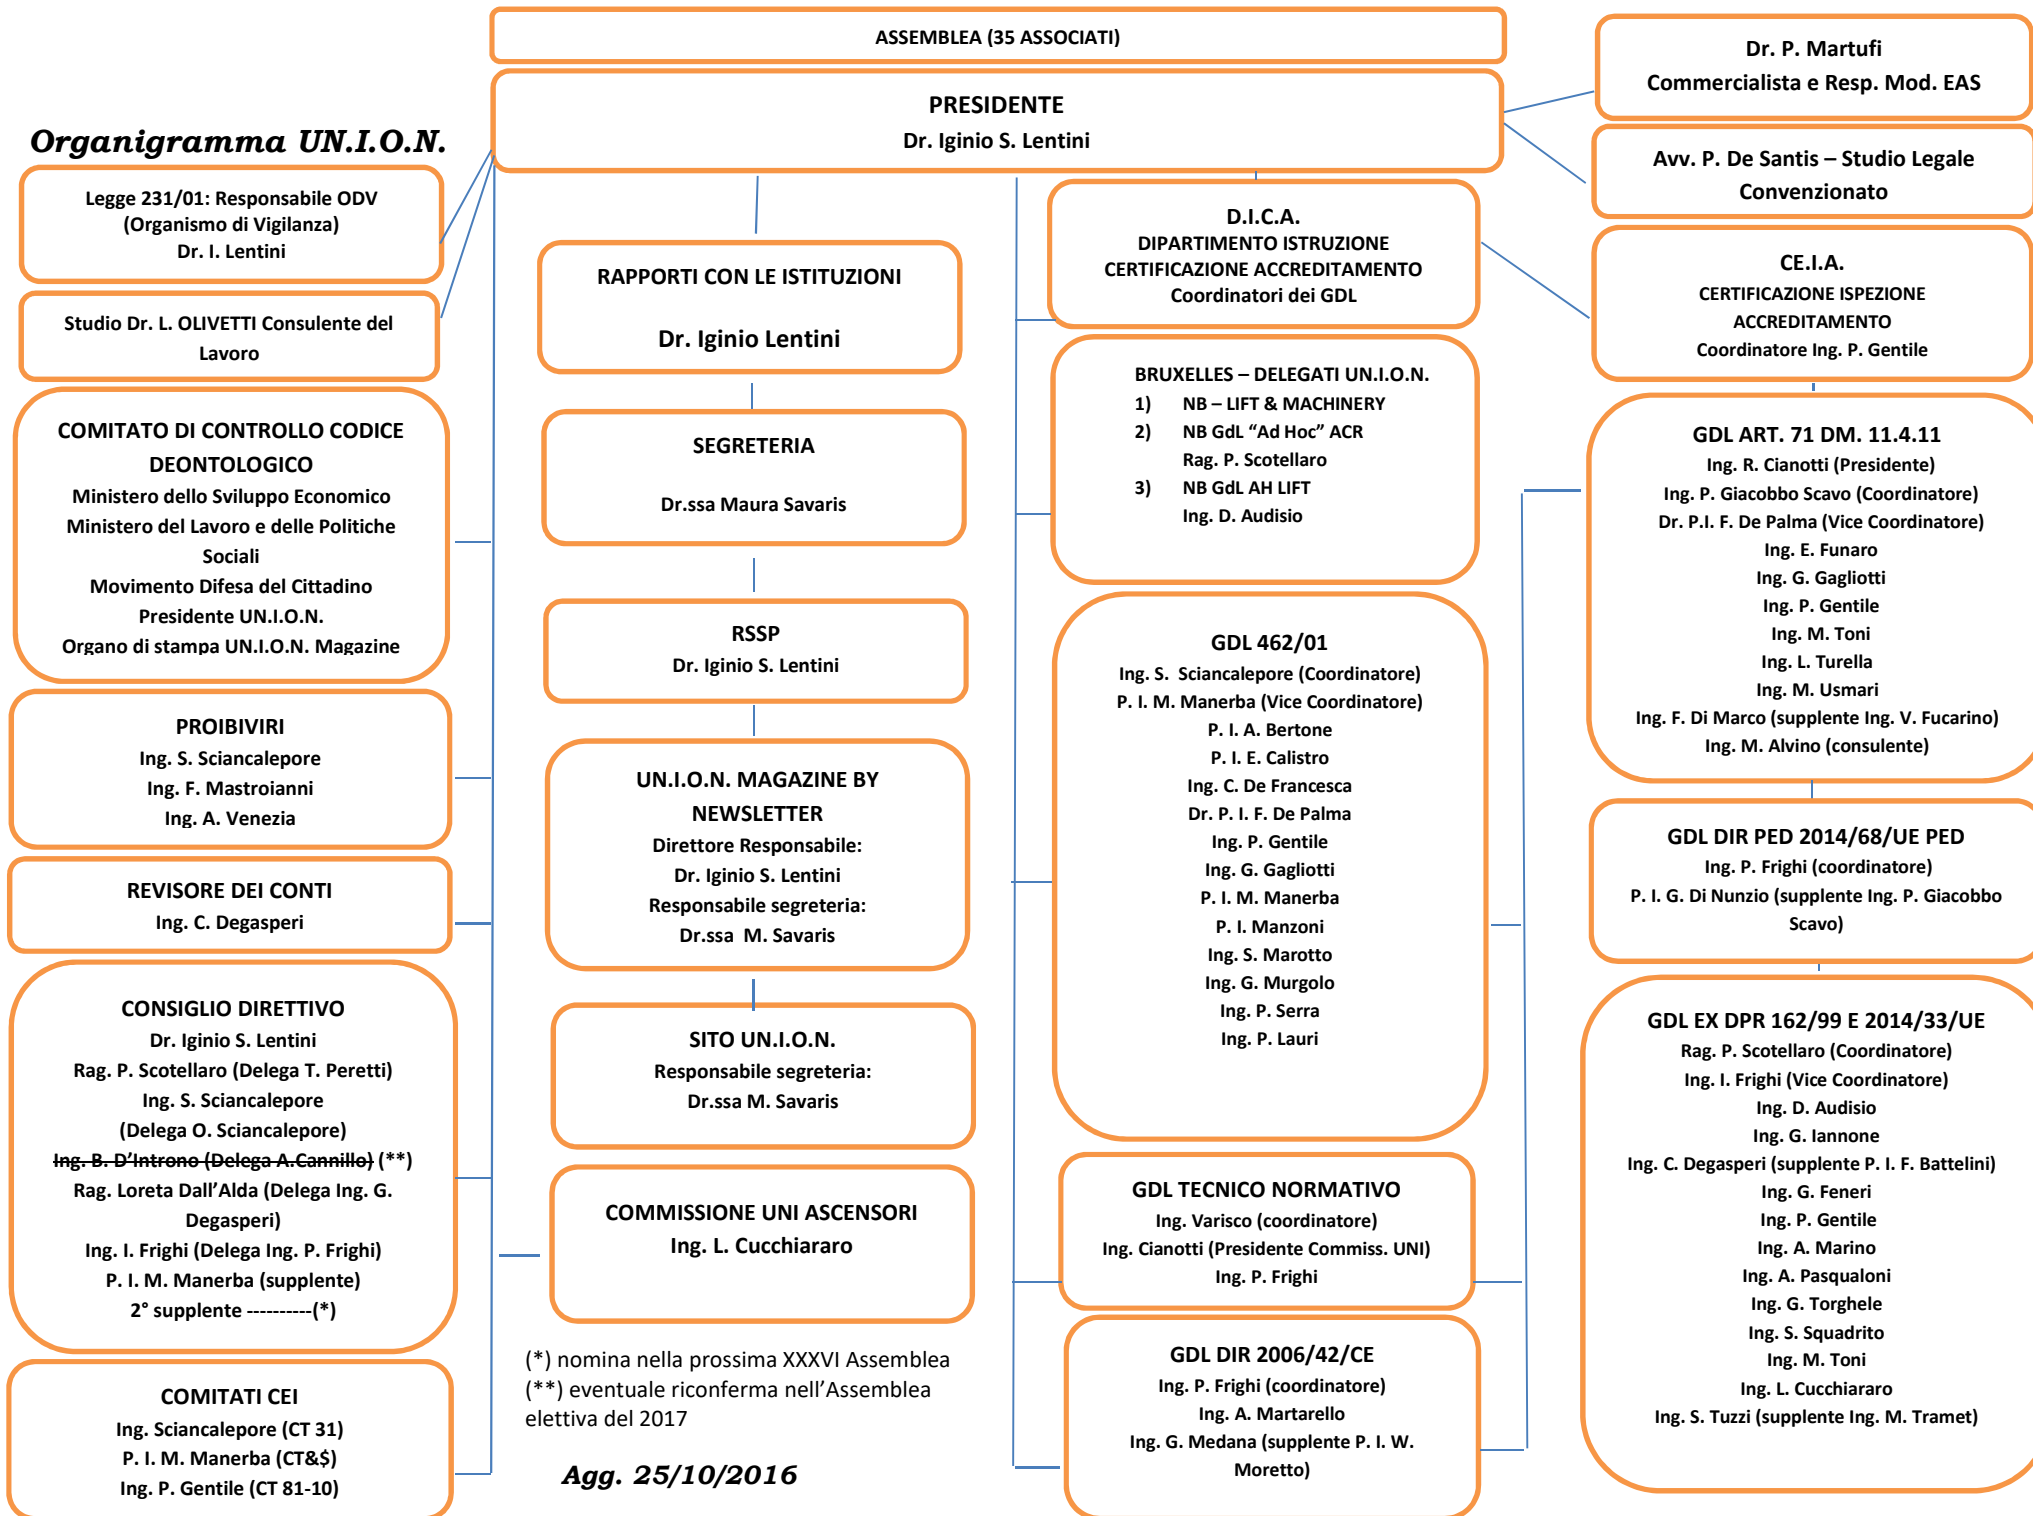 ASSEMBLEA (35 ASSOCIATI)
PRESIDENTE
Dr. Iginio S. Lentini
Dr. P. Martufi
Commercialista e Resp. Mod. EAS
Avv. P. De Santis – Studio Legale
Convenzionato
Organigramma UN.I.O.N.
Legge 231/01: Responsabile ODV
(Organismo di Vigilanza)
Dr. I. Lentini
Studio Dr. L. OLIVETTI Consulente del
Lavoro
COMITATO DI CONTROLLO CODICE
DEONTOLOGICO
Ministero dello Sviluppo Economico
Ministero del Lavoro e delle Politiche
Sociali
Movimento Difesa del Cittadino
Presidente UN.I.O.N.
Organo di stampa UN.I.O.N. Magazine
PROIBIVIRI
Ing. S. Sciancalepore
Ing. F. Mastroianni
Ing. A. Venezia
REVISORE DEI CONTI
Ing. C. Degasperi
CONSIGLIO DIRETTIVO
Dr. Iginio S. Lentini
Rag. P. Scotellaro (Delega T. Peretti)
Ing. S. Sciancalepore
(Delega O. Sciancalepore)
Ing. B. D'Introno (Delega A.Cannillo) (**)
Rag. Loreta Dall'Alda (Delega Ing. G.
Degasperi)
Ing. I. Frighi (Delega Ing. P. Frighi)
P. I. M. Manerba (supplente)
2° supplente ----------(*)
COMITATI CEI
Ing. Sciancalepore (CT 31)
P. I. M. Manerba (CT&$)
Ing. P. Gentile (CT 81-10)
RAPPORTI CON LE ISTITUZIONI
Dr. Iginio Lentini
SEGRETERIA
Dr.ssa Maura Savaris
RSSP
Dr. Iginio S. Lentini
UN.I.O.N. MAGAZINE BY
NEWSLETTER
Direttore Responsabile:
Dr. Iginio S. Lentini
Responsabile segreteria:
Dr.ssa M. Savaris
SITO UN.I.O.N.
Responsabile segreteria:
Dr.ssa M. Savaris
COMMISSIONE UNI ASCENSORI
Ing. L. Cucchiararo
(*) nomina nella prossima XXXVI Assemblea
(**) eventuale riconferma nell'Assemblea
elettiva del 2017
Agg. 25/10/2016
D.I.C.A.
DIPARTIMENTO ISTRUZIONE
CERTIFICAZIONE ACCREDITAMENTO
Coordinatori dei GDL
BRUXELLES – DELEGATI UN.I.O.N.
1) NB – LIFT & MACHINERY
2) NB GdL "Ad Hoc" ACR
Rag. P. Scotellaro
3) NB GdL AH LIFT
Ing. D. Audisio
GDL 462/01
Ing. S. Sciancalepore (Coordinatore)
P. I. M. Manerba (Vice Coordinatore)
P. I. A. Bertone
P. I. E. Calistro
Ing. C. De Francesca
Dr. P. I. F. De Palma
Ing. P. Gentile
Ing. G. Gagliotti
P. I. M. Manerba
P. I. Manzoni
Ing. S. Marotto
Ing. G. Murgolo
Ing. P. Serra
Ing. P. Lauri
GDL TECNICO NORMATIVO
Ing. Varisco (coordinatore)
Ing. Cianotti (Presidente Commiss. UNI)
Ing. P. Frighi
GDL DIR 2006/42/CE
Ing. P. Frighi (coordinatore)
Ing. A. Martarello
Ing. G. Medana (supplente P. I. W.
Moretto)
CE.I.A.
CERTIFICAZIONE ISPEZIONE
ACCREDITAMENTO
Coordinatore Ing. P. Gentile
GDL ART. 71 DM. 11.4.11
Ing. R. Cianotti (Presidente)
Ing. P. Giacobbo Scavo (Coordinatore)
Dr. P.I. F. De Palma (Vice Coordinatore)
Ing. E. Funaro
Ing. G. Gagliotti
Ing. P. Gentile
Ing. M. Toni
Ing. L. Turella
Ing. M. Usmari
Ing. F. Di Marco (supplente Ing. V. Fucarino)
Ing. M. Alvino (consulente)
GDL DIR PED 2014/68/UE PED
Ing. P. Frighi (coordinatore)
P. I. G. Di Nunzio (supplente Ing. P. Giacobbo
Scavo)
GDL EX DPR 162/99 E 2014/33/UE
Rag. P. Scotellaro (Coordinatore)
Ing. I. Frighi (Vice Coordinatore)
Ing. D. Audisio
Ing. G. Iannone
Ing. C. Degasperi (supplente P. I. F. Battelini)
Ing. G. Feneri
Ing. P. Gentile
Ing. A. Marino
Ing. A. Pasqualoni
Ing. G. Torghele
Ing. S. Squadrito
Ing. M. Toni
Ing. L. Cucchiararo
Ing. S. Tuzzi (supplente Ing. M. Tramet)